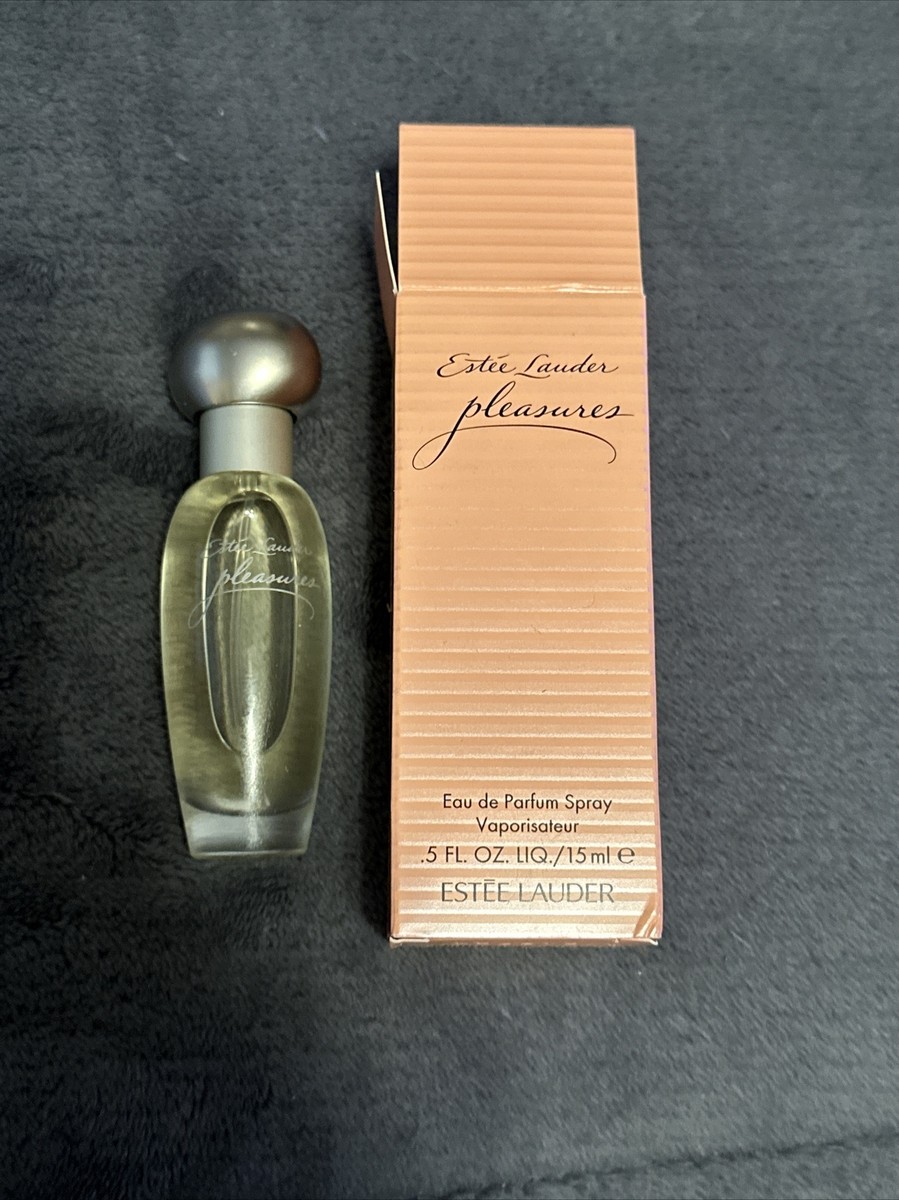 Estée Lauder
pleasures
Estée Lauder
pleasures
Eau de Parfum Spray
Vaporisateur
.5 FL. OZ. LIQ./15 ml ℮
ESTĒE LAUDER